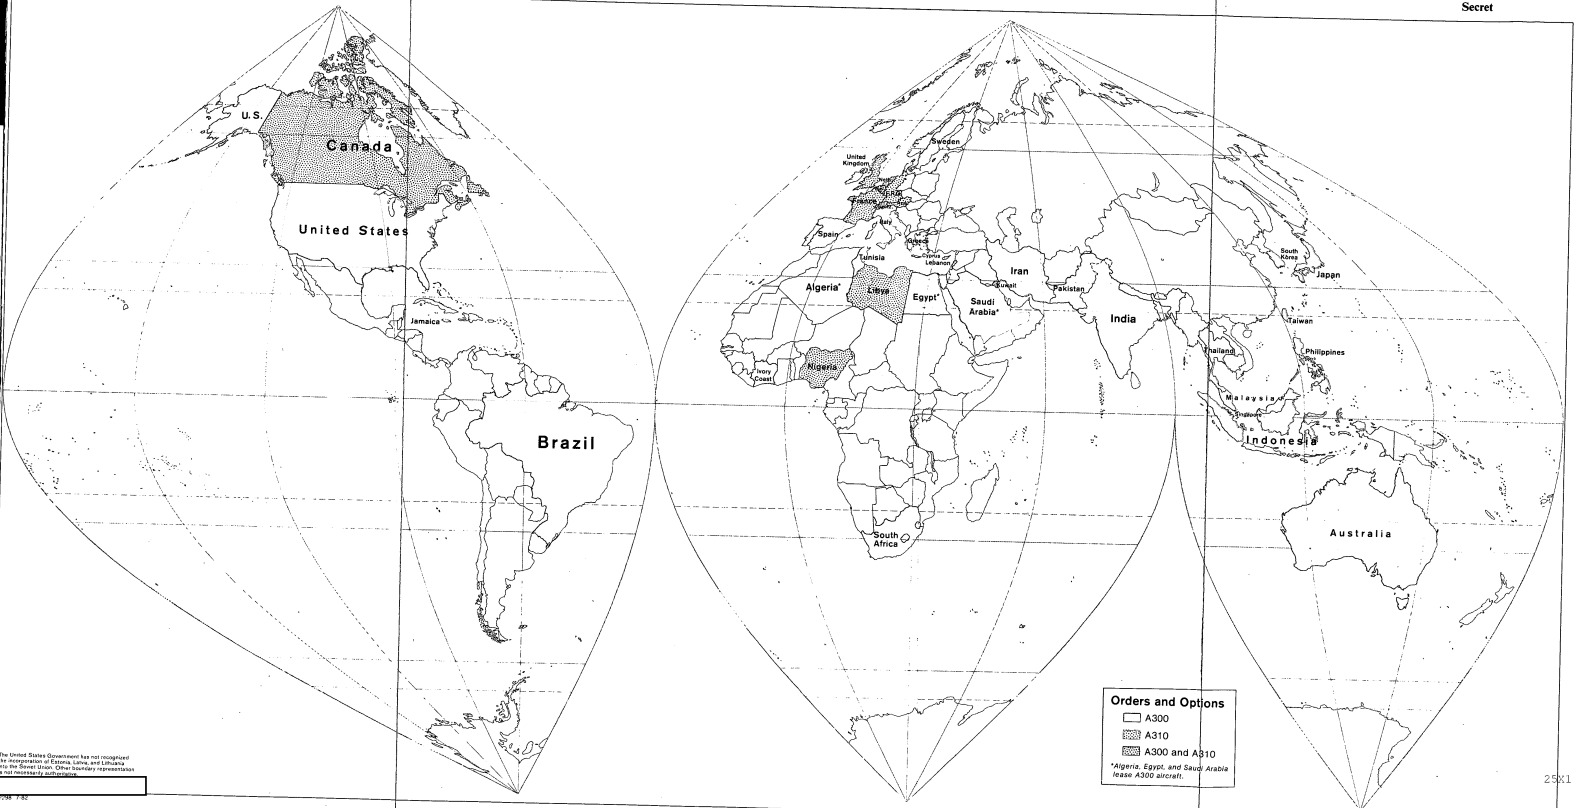 Secret
U.S.
Canada
United States
Jamaica
Brazil
United
Kingdom
Sweden
Neth.
F.R.G.
France
Italy
Spain
Greece
Tunisia
Cyprus
Lebanon
Algeria*
Libya
Egypt*
Iran
Kuwait
Saudi
Arabia*
Pakistan
India
Ivory
Coast
Nigeria
South
Africa
South
Korea
Japan
Taiwan
Thailand
Philippines
Malaysia
Singapore
Indonesia
Australia
Orders and Options
A300
A310
A300 and A310
*Algeria, Egypt, and Saudi Arabia
lease A300 aircraft.
The United States Government has not recognized
the incorporation of Estonia, Latvia, and Lithuania
into the Soviet Union. Other boundary representation
is not necessarily authoritative.
7-82
25X1